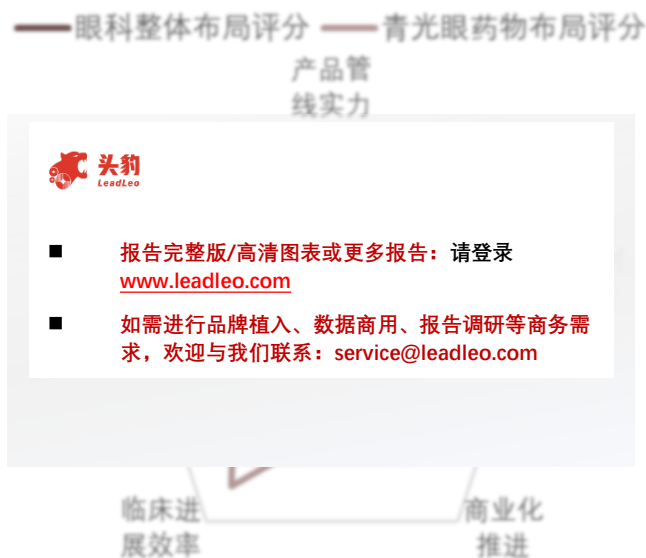 眼科整体布局评分 青光眼药物布局评分
产品管
线实力
头豹
LeadLeo
■ 报告完整版/高清图表或更多报告：请登录
www.leadleo.com
■ 如需进行品牌植入、数据商用、报告调研等商务需
求，欢迎与我们联系：service@leadleo.com
临床进 商业化
展效率 推进